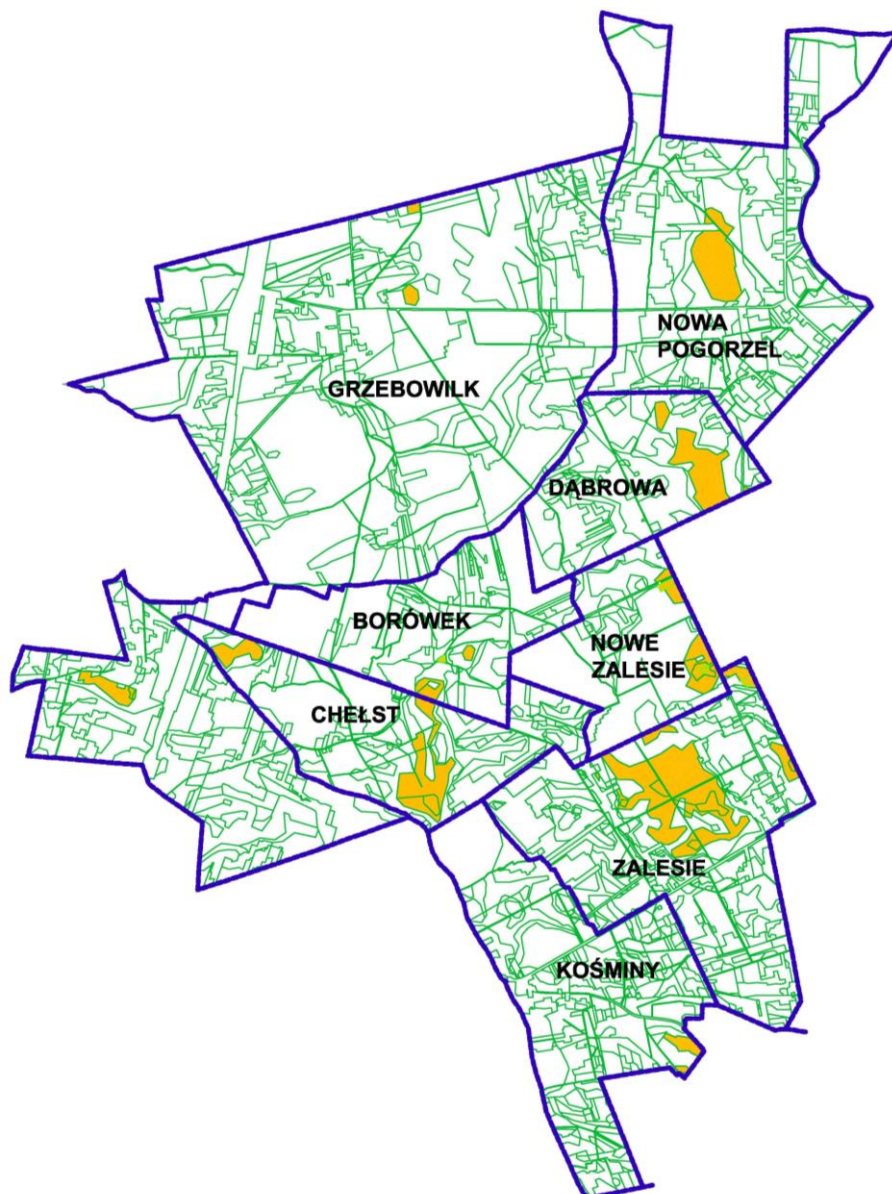 NOWA
POGORZEL
GRZEBOWILK
DĄBROWA
BORÓWEK
NOWE
ZALESIE
CHEŁST
ZALESIE
KOŚMINY